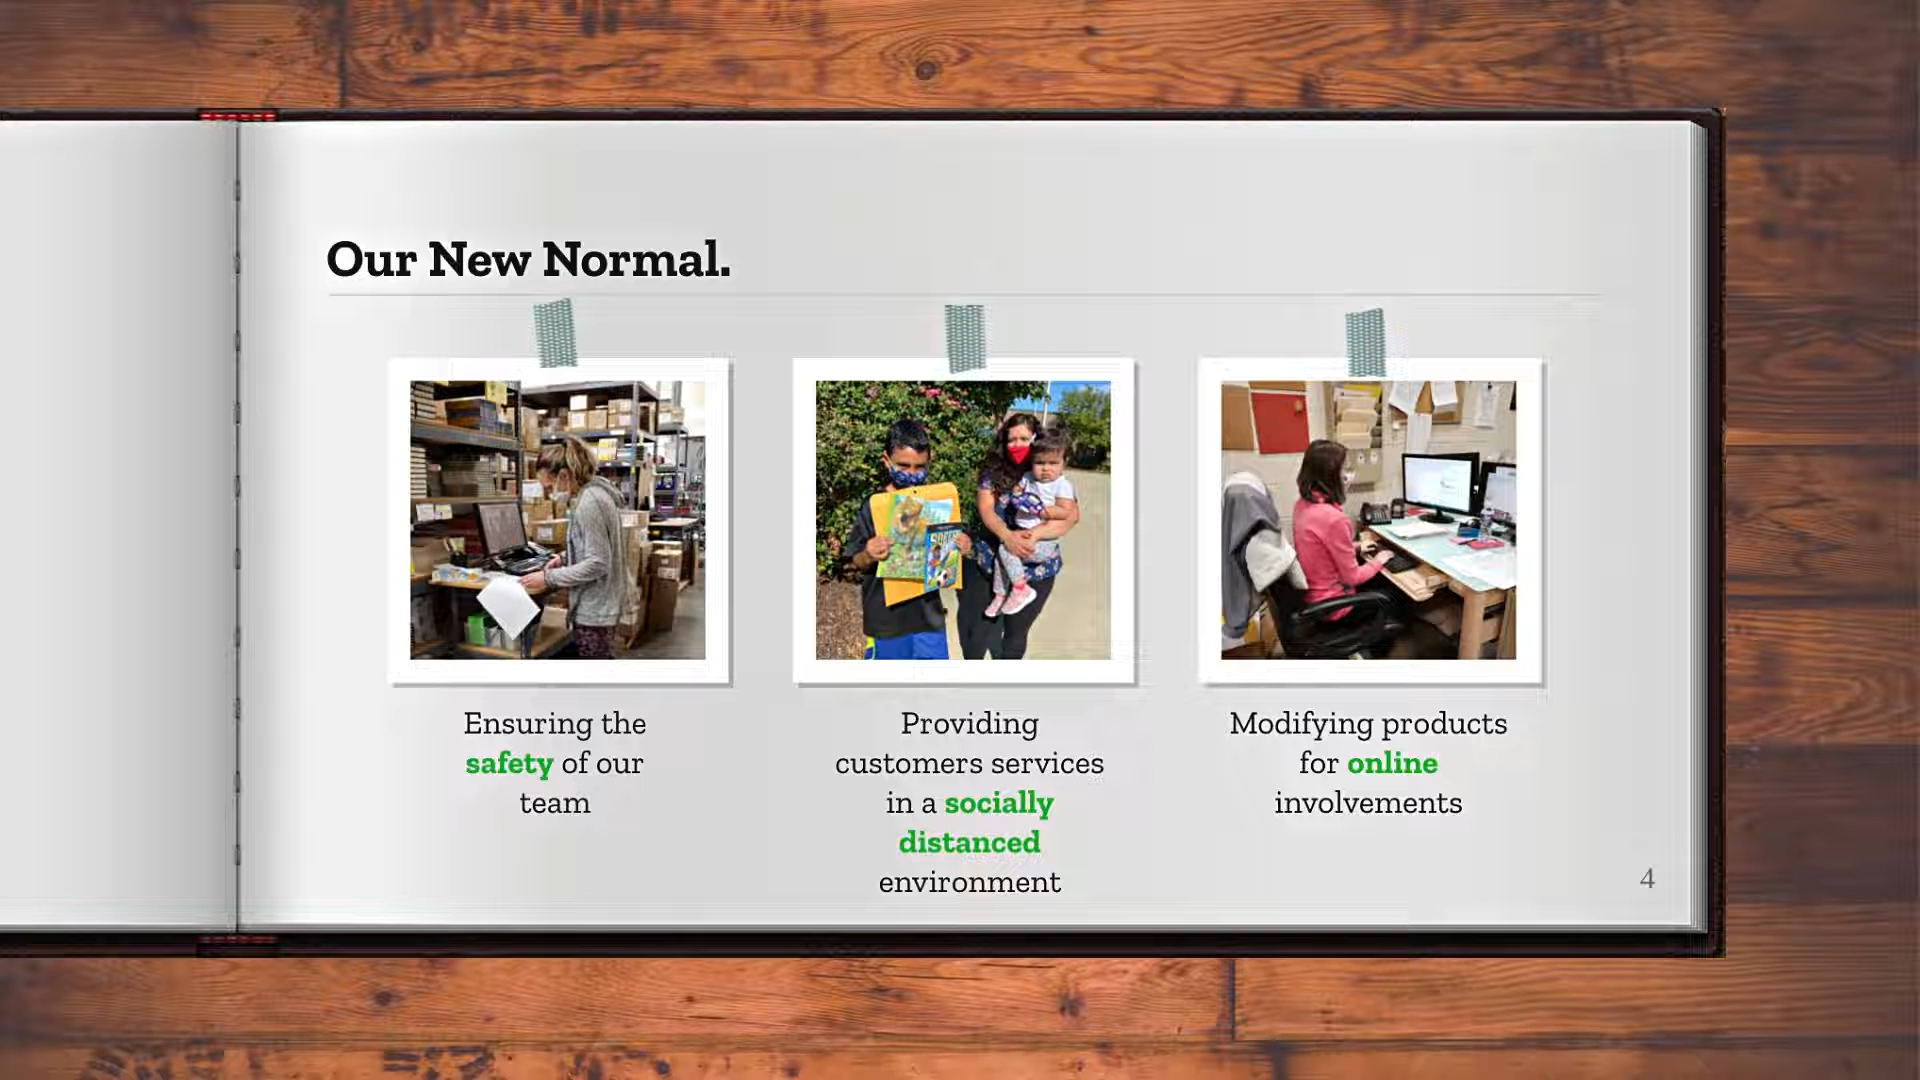 Our New Normal.
Ensuring the
safety of our
team
Providing
customers services
in a socially
distanced
environment
Modifying products
for online
involvements
4